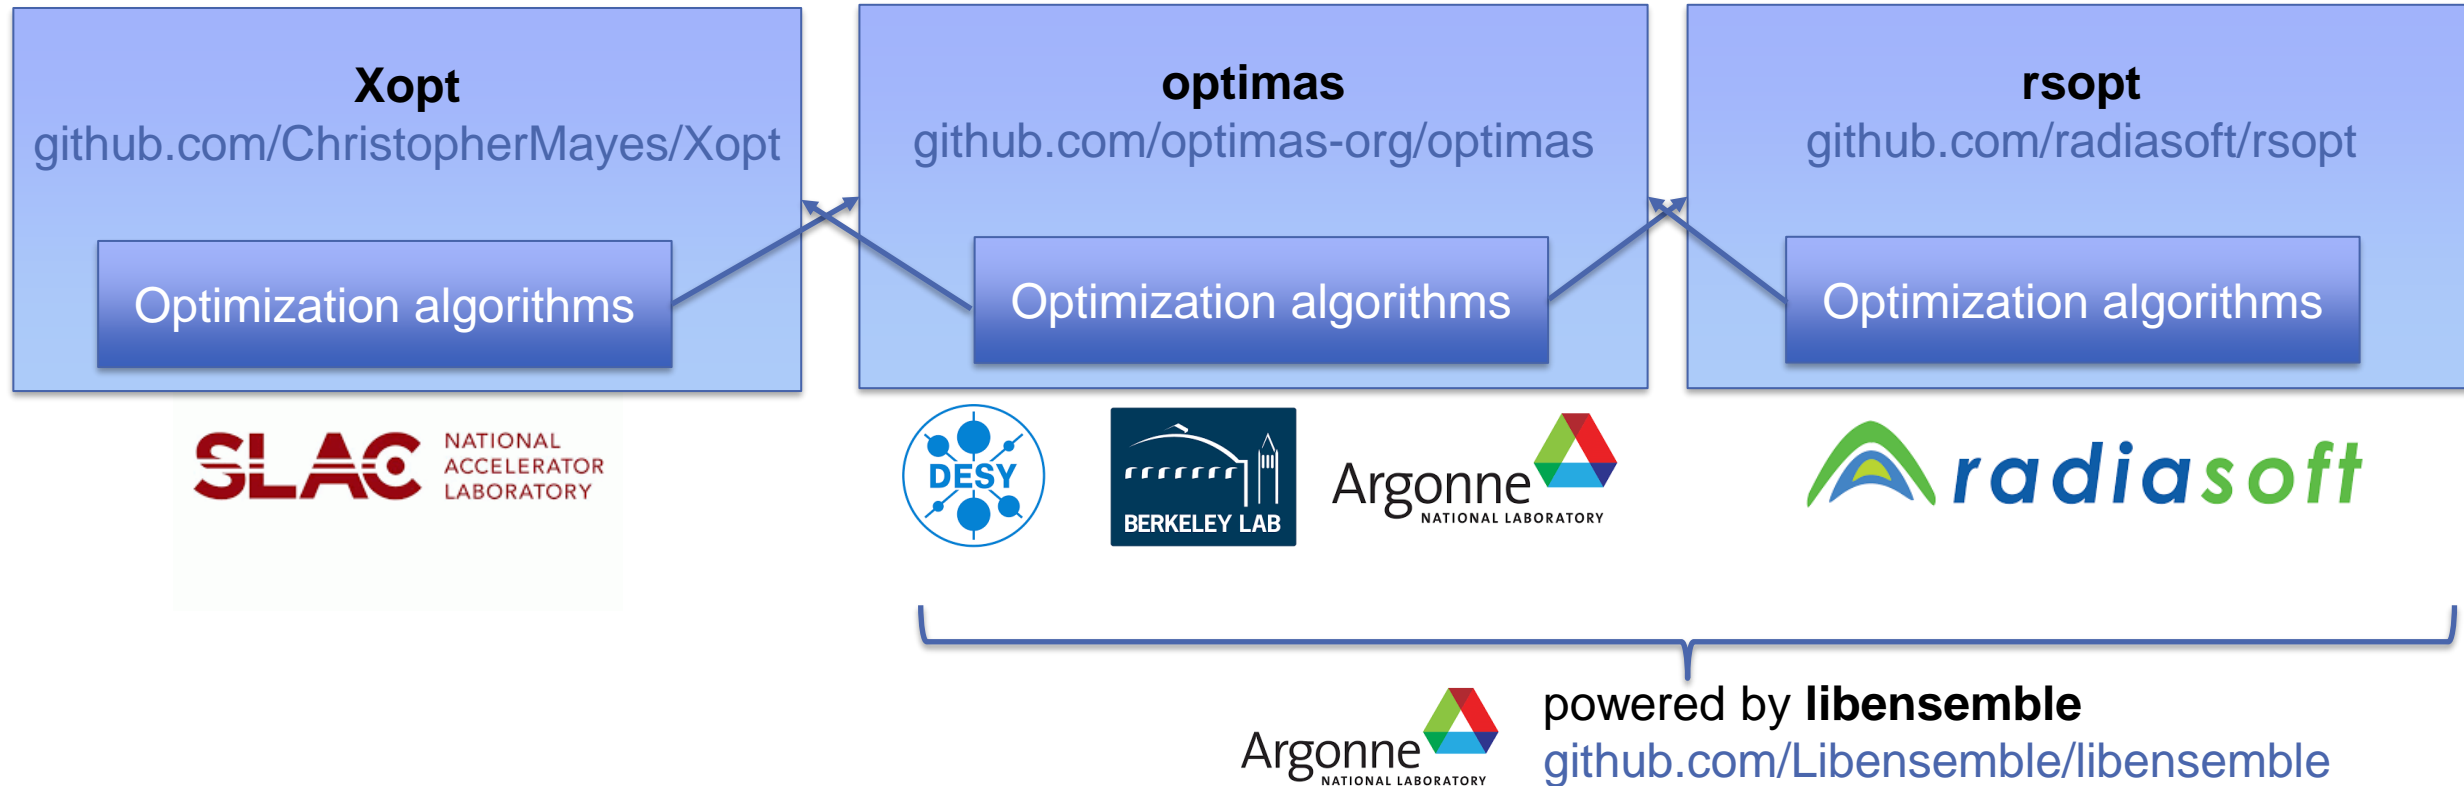 Xopt
github.com/ChristopherMayes/Xopt
Optimization algorithms
optimas
github.com/optimas-org/optimas
Optimization algorithms
rsopt
github.com/radiasoft/rsopt
Optimization algorithms
SLAC
NATIONAL
ACCELERATOR
LABORATORY
DESY
BERKELEY LAB
Argonne
NATIONAL LABORATORY
radiasoft
Argonne
NATIONAL LABORATORY
powered by libensemble
github.com/Libensemble/libensemble